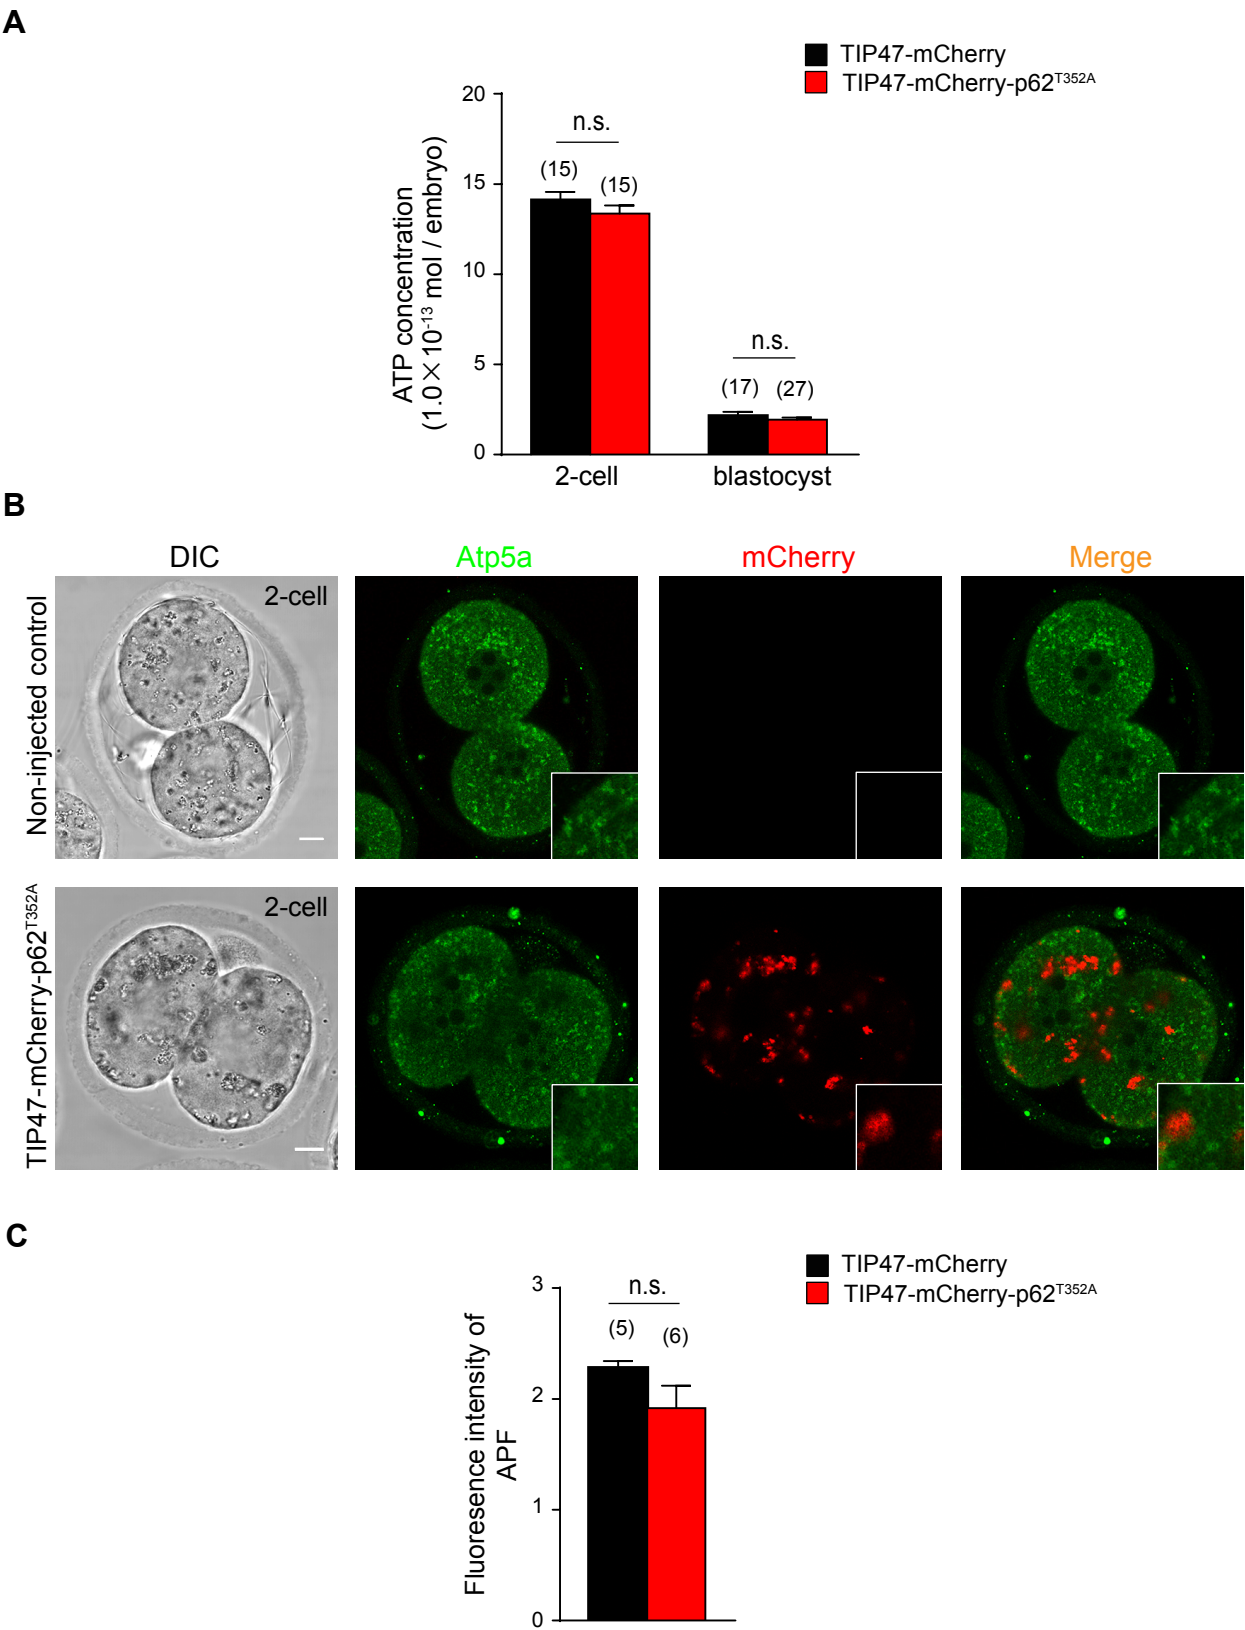 A
TIP47-mCherry
TIP47-mCherry-p62T352A
ATP concentration
(1.0×10-13 mol / embryo)
20
15
10
5
0
n.s.
(15)
(15)
n.s.
(17)
(27)
2-cell
blastocyst
B
DIC
Atp5a
mCherry
Merge
Non-injected control
2-cell
TIP47-mCherry-p62T352A
2-cell
C
TIP47-mCherry
TIP47-mCherry-p62T352A
Fluoresence intensity of
APF
3
2
1
0
n.s.
(5)
(6)